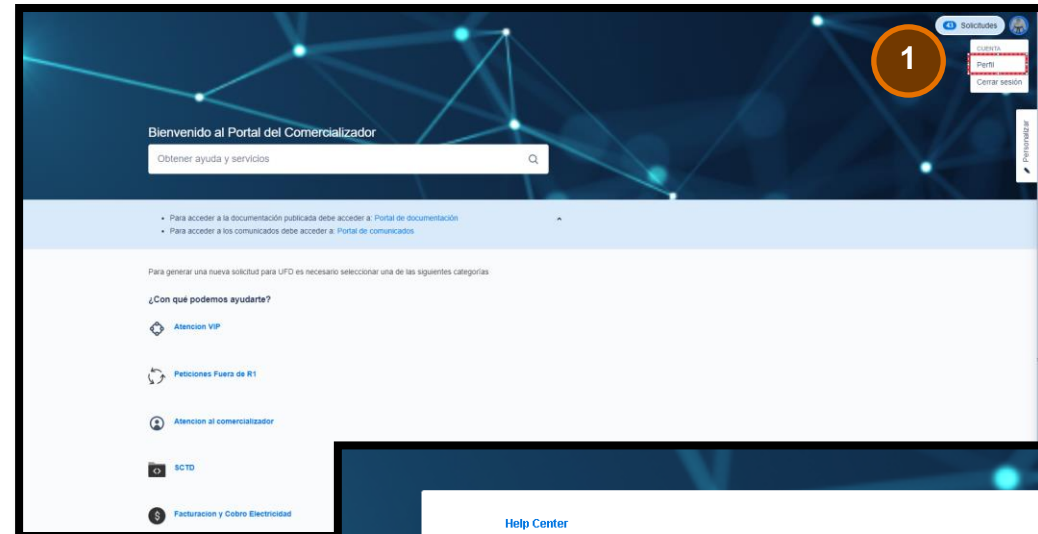 43 Solicitudes
1
CUENTA
Perfil
Cerrar sesión
Personalizar
Bienvenido al Portal del Comercializador
Obtener ayuda y servicios
• Para acceder a la documentación publicada debe acceder a: Portal de documentación
• Para acceder a los comunicados debe acceder a: Portal de comunicados
Para generar una nueva solicitud para UFD es necesario seleccionar una de las siguientes categorías
¿Con qué podemos ayudarte?
Atencion VIP
Peticiones Fuera de R1
Atencion al comercializador
SCTD
Facturacion y Cobro Electricidad
Help Center